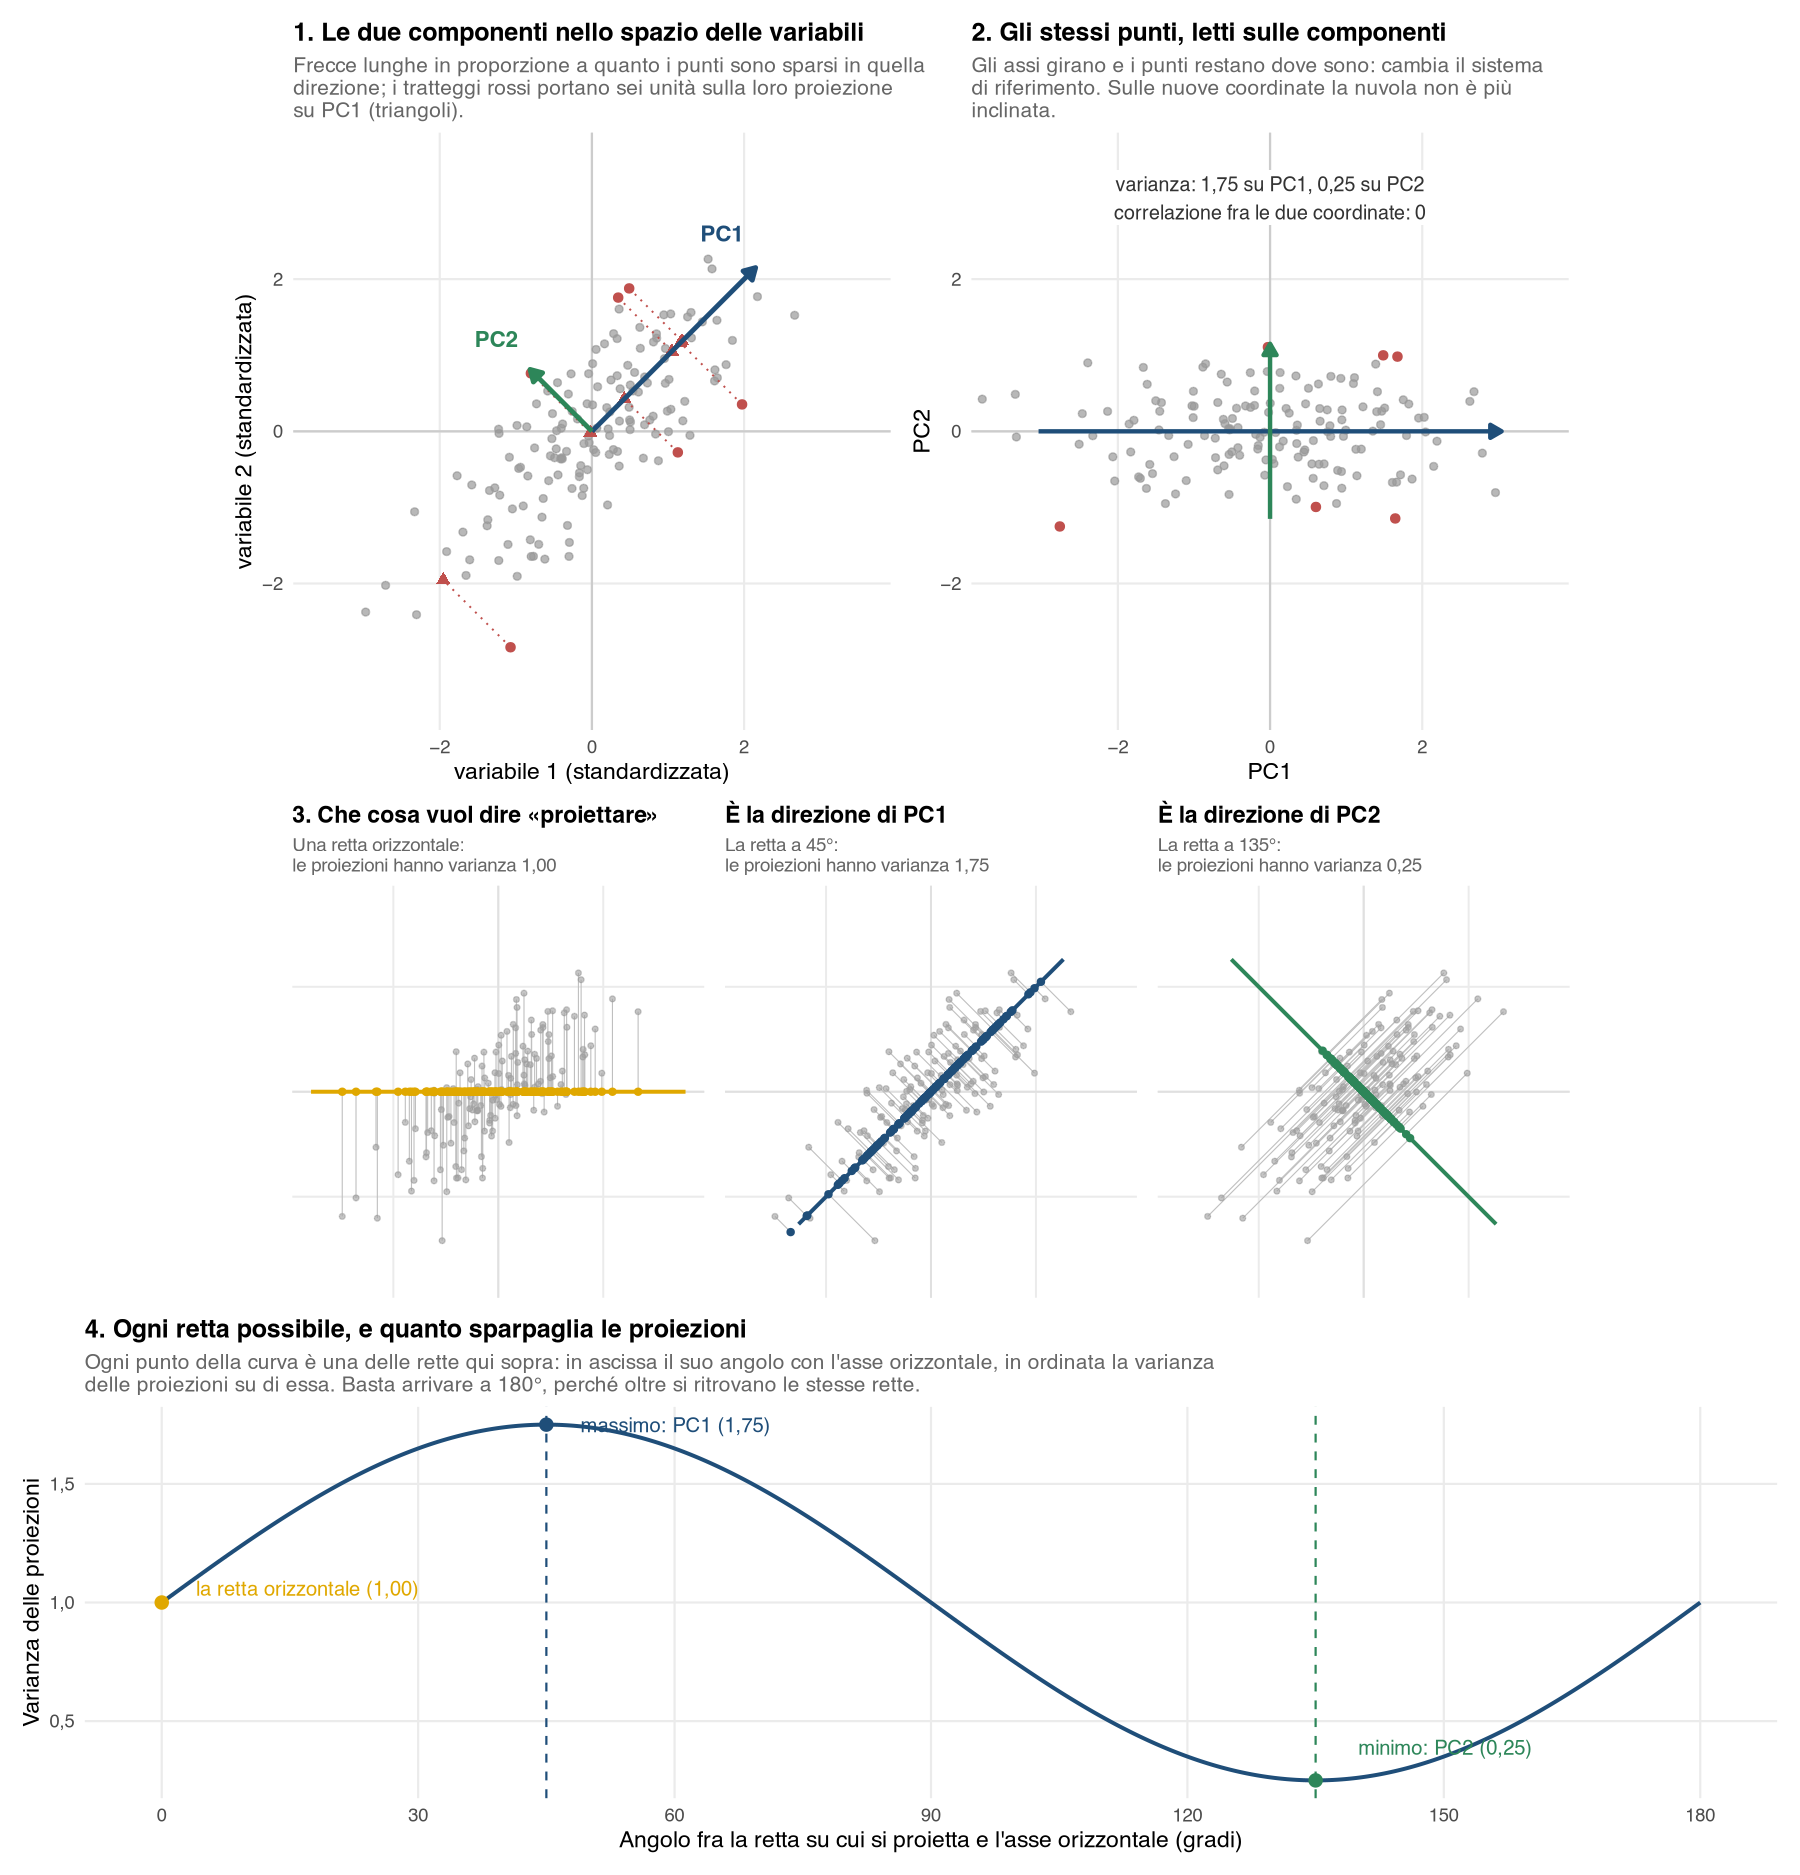 1. Le due componenti nello spazio delle variabili
Frecce lunghe in proporzione a quanto i punti sono sparsi in quella
direzione; i tratteggi rossi portano sei unità sulla loro proiezione
su PC1 (triangoli).
PC1
PC2
2
0
−2
variabile 2 (standardizzata)
−2
0
2
variabile 1 (standardizzata)
2. Gli stessi punti, letti sulle componenti
Gli assi girano e i punti restano dove sono: cambia il sistema
di riferimento. Sulle nuove coordinate la nuvola non è più
inclinata.
varianza: 1,75 su PC1, 0,25 su PC2
correlazione fra le due coordinate: 0
2
0
−2
PC2
−2
0
2
PC1
3. Che cosa vuol dire «proiettare»
Una retta orizzontale:
le proiezioni hanno varianza 1,00
È la direzione di PC1
La retta a 45°:
le proiezioni hanno varianza 1,75
È la direzione di PC2
La retta a 135°:
le proiezioni hanno varianza 0,25
4. Ogni retta possibile, e quanto sparpaglia le proiezioni
Ogni punto della curva è una delle rette qui sopra: in ascissa il suo angolo con l'asse orizzontale, in ordinata la varianza
delle proiezioni su di essa. Basta arrivare a 180°, perché oltre si ritrovano le stesse rette.
massimo: PC1 (1,75)
la retta orizzontale (1,00)
minimo: PC2 (0,25)
1,5
1,0
0,5
Varianza delle proiezioni
0
30
60
90
120
150
180
Angolo fra la retta su cui si proietta e l'asse orizzontale (gradi)